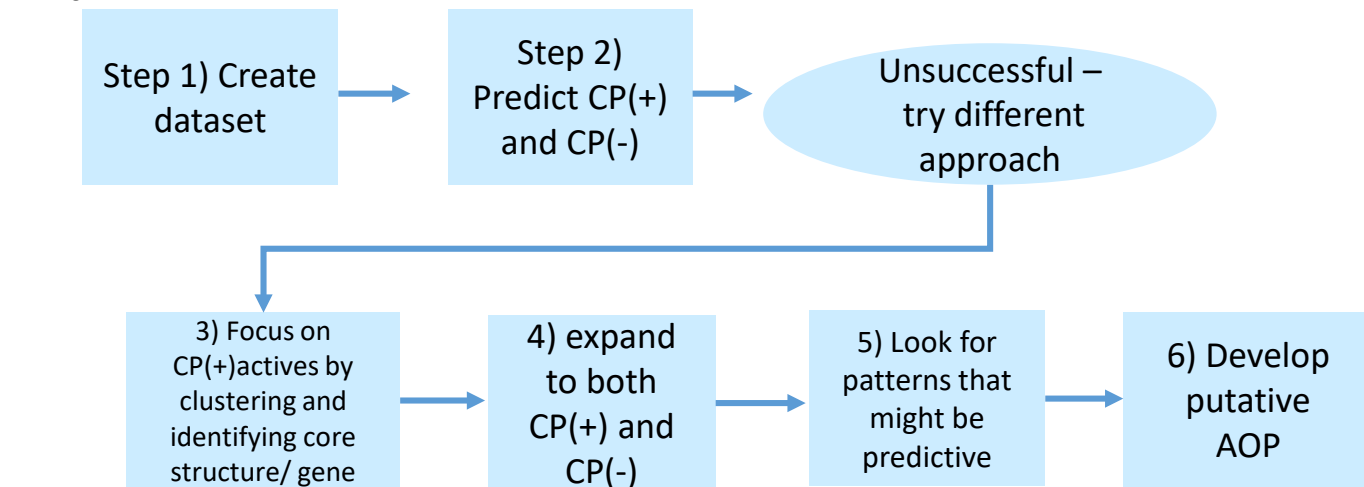 Step 1) Create
dataset
Step 2)
Predict CP(+)
and CP(-)
Unsuccessful –
try different
approach
3) Focus on
CP(+)actives by
clustering and
identifying core
structure/ gene
4) expand
to both
CP(+) and
CP(-)
5) Look for
patterns that
might be
predictive
6) Develop
putative
AOP